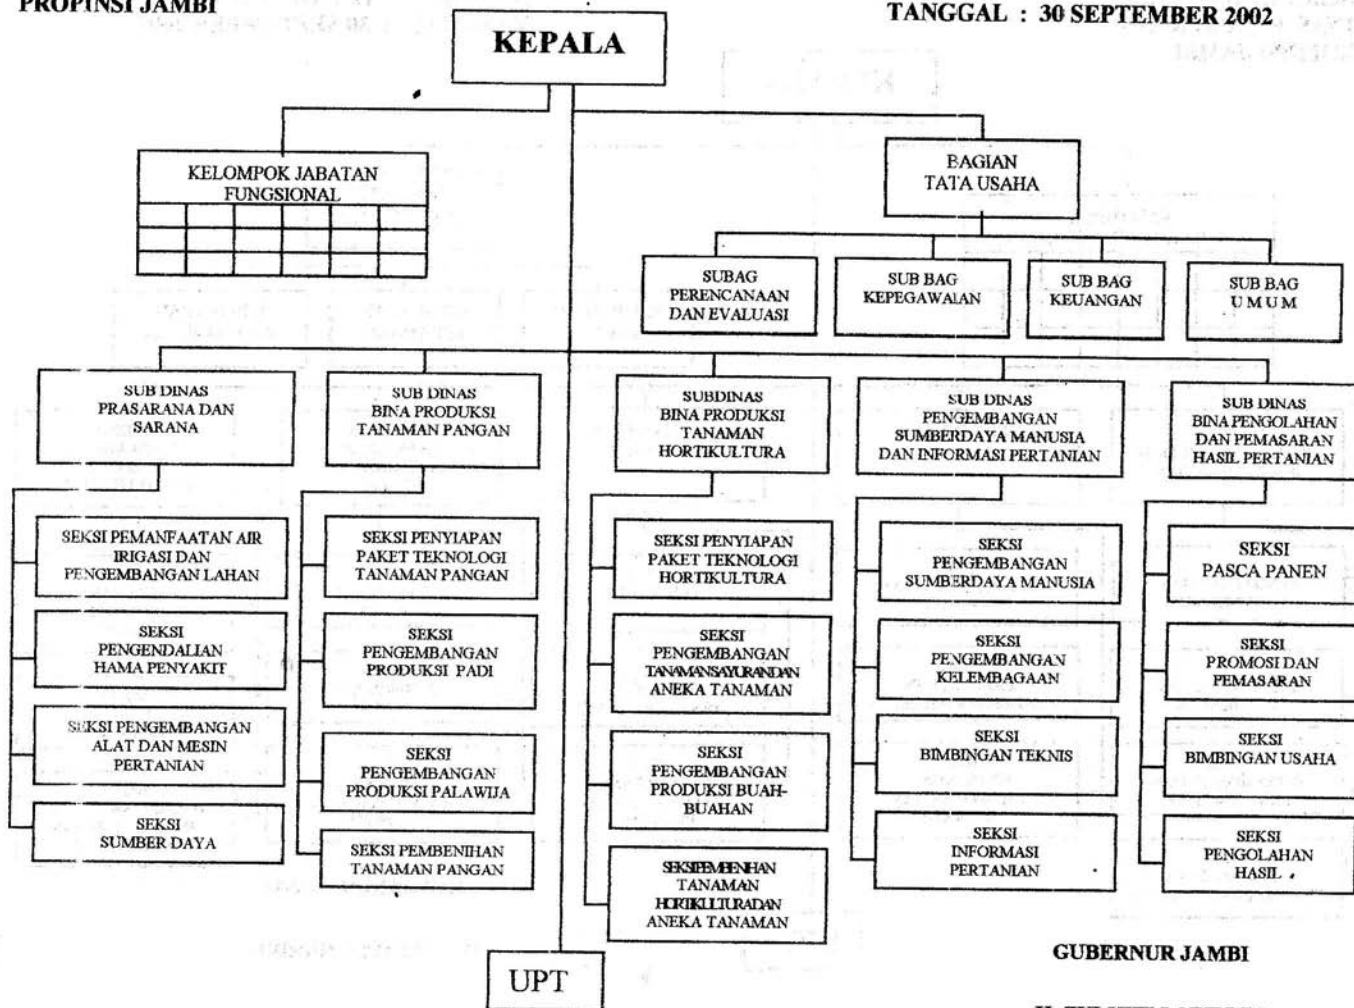 PROPINSI JAMBI
TANGGAL : 30 SEPTEMBER 2002
KEPALA
KELOMPOK JABATAN
FUNGSIONAL
BAGIAN
TATA USAHA
SUBAG
PERENCANAAN
DAN EVALUASI
SUB BAG
KEPEGAWAIAN
SUB BAG
KEUANGAN
SUB BAG
U M U M
SUB DINAS
PRASARANA DAN
SARANA
SUB DINAS
BINA PRODUKSI
TANAMAN PANGAN
SUBDINAS
BINA PRODUKSI
TANAMAN
HORTIKULTURA
SUB DINAS
PENGEMBANGAN
SUMBERDAYA MANUSIA
DAN INFORMASI PERTANIAN
SUB DINAS
BINA PENGOLAHAN
DAN PEMASARAN
HASIL PERTANIAN
SEKSI PEMANFAATAN AIR
IRIGASI DAN
PENGEMBANGAN LAHAN
SEKSI
PENGENDALIAN
HAMA PENYAKIT
SEKSI PENGEMBANGAN
ALAT DAN MESIN
PERTANIAN
SEKSI
SUMBER DAYA
SEKSI PENYIAPAN
PAKET TEKNOLOGI
TANAMAN PANGAN
SEKSI
PENGEMBANGAN
PRODUKSI PADI
SEKSI
PENGEMBANGAN
PRODUKSI PALAWIJA
SEKSI PEMBENIHAN
TANAMAN PANGAN
SEKSI PENYIAPAN
PAKET TEKNOLOGI
HORTIKULTURA
SEKSI
PENGEMBANGAN
TANAMAN SAYURAN DAN
ANEKA TANAMAN
SEKSI
PENGEMBANGAN
PRODUKSI BUAH-
BUAHAN
SEKSI PEMBENIHAN
TANAMAN
HORTIKULTURA DAN
ANEKA TANAMAN
SEKSI
PENGEMBANGAN
SUMBERDAYA MANUSIA
SEKSI
PENGEMBANGAN
KELEMBAGAAN
SEKSI
BIMBINGAN TEKNIS
SEKSI
INFORMASI
PERTANIAN
SEKSI
PASCA PANEN
SEKSI
PROMOSI DAN
PEMASARAN
SEKSI
BIMBINGAN USAHA
SEKSI
PENGOLAHAN
HASIL
UPT
GUBERNUR JAMBI